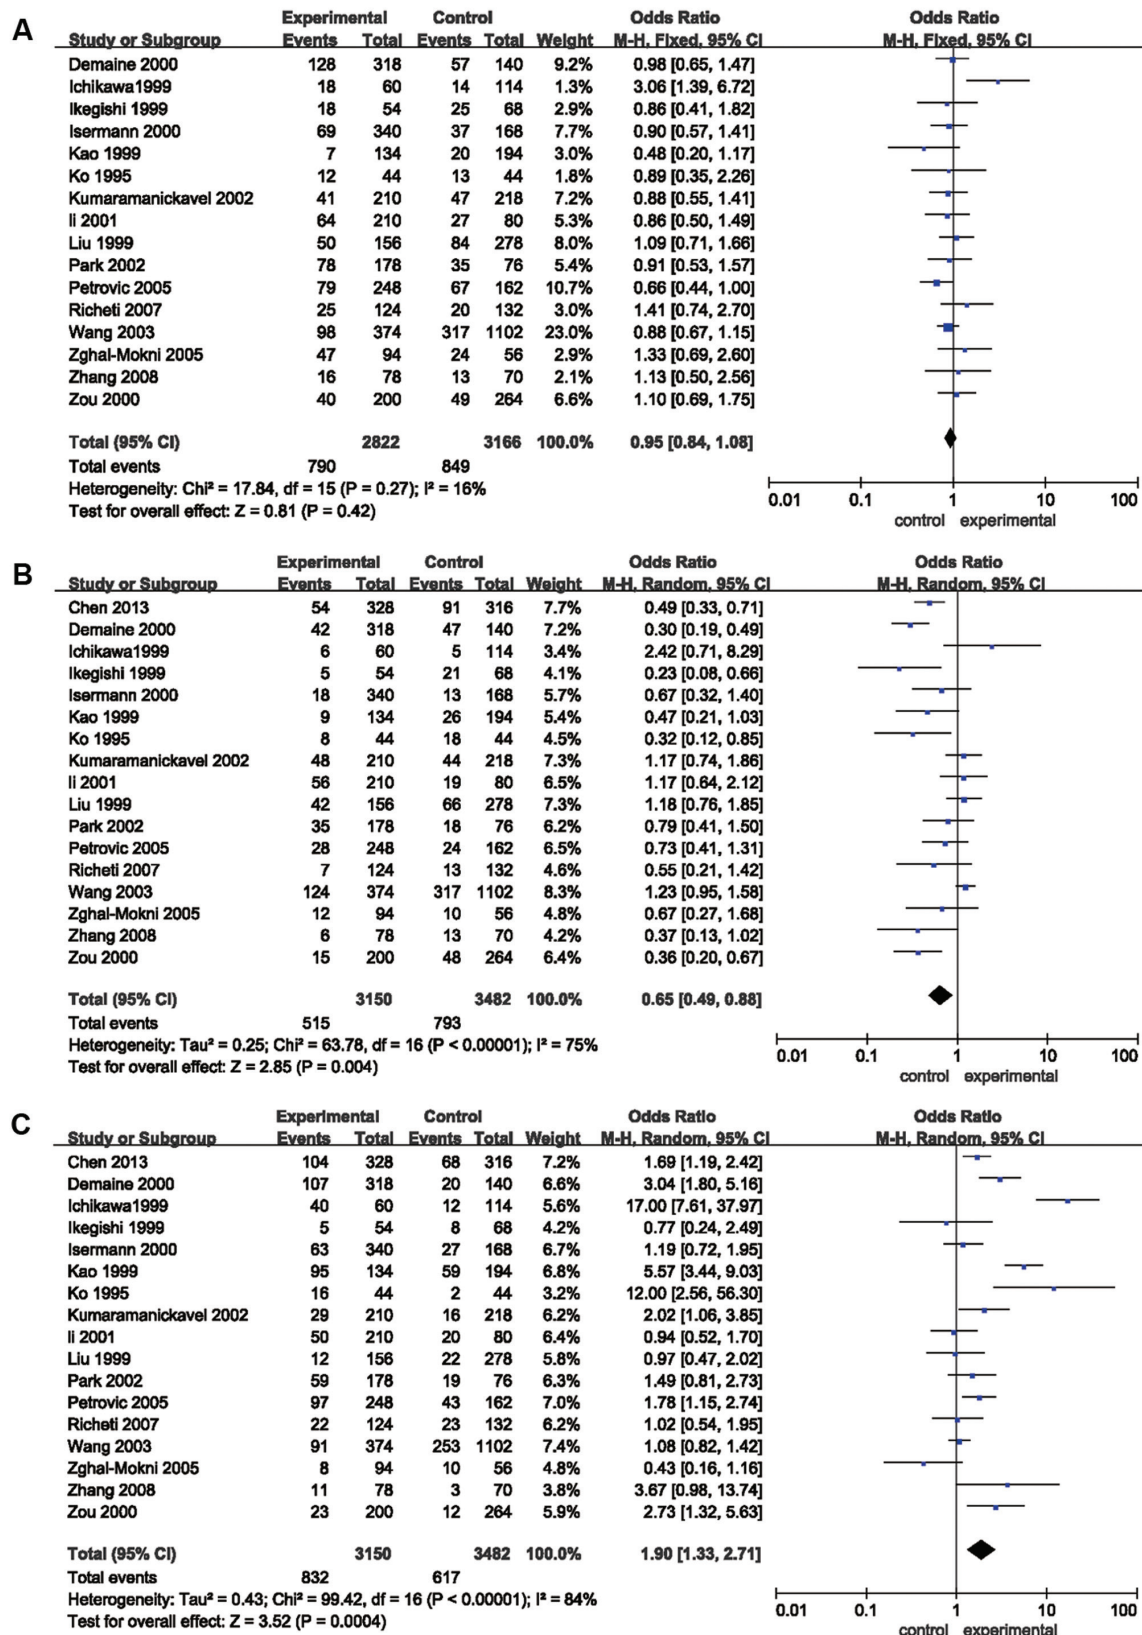 A
Experimental Control Odds Ratio Odds Ratio
Study or Subgroup Events Total Events Total Weight M-H, Fixed, 95% CI M-H, Fixed, 95% CI
Demaine 2000 128 318 57 140 9.2% 0.98 [0.65, 1.47]
Ichikawa1999 18 60 14 114 1.3% 3.06 [1.39, 6.72]
Ikegishi 1999 18 54 25 68 2.9% 0.86 [0.41, 1.82]
Isermann 2000 69 340 37 168 7.7% 0.90 [0.57, 1.41]
Kao 1999 7 134 20 194 3.0% 0.48 [0.20, 1.17]
Ko 1995 12 44 13 44 1.8% 0.89 [0.35, 2.26]
Kumaramanickavel 2002 41 210 47 218 7.2% 0.88 [0.55, 1.41]
li 2001 64 210 27 80 5.3% 0.86 [0.50, 1.49]
Liu 1999 50 156 84 278 8.0% 1.09 [0.71, 1.66]
Park 2002 78 178 35 76 5.4% 0.91 [0.53, 1.57]
Petrovic 2005 79 248 67 162 10.7% 0.66 [0.44, 1.00]
Richeti 2007 25 124 20 132 3.0% 1.41 [0.74, 2.70]
Wang 2003 98 374 317 1102 23.0% 0.88 [0.67, 1.15]
Zghal-Mokni 2005 47 94 24 56 2.9% 1.33 [0.69, 2.60]
Zhang 2008 16 78 13 70 2.1% 1.13 [0.50, 2.56]
Zou 2000 40 200 49 264 6.6% 1.10 [0.69, 1.75]
Total (95% CI) 2822 3166 100.0% 0.95 [0.84, 1.08]
Total events 790 849
Heterogeneity: Chi² = 17.84, df = 15 (P = 0.27); I² = 16%
Test for overall effect: Z = 0.81 (P = 0.42)
0.01 0.1 1 10 100
control experimental
B
Experimental Control Odds Ratio Odds Ratio
Study or Subgroup Events Total Events Total Weight M-H, Random, 95% CI M-H, Random, 95% CI
Chen 2013 54 328 91 316 7.7% 0.49 [0.33, 0.71]
Demaine 2000 42 318 47 140 7.2% 0.30 [0.19, 0.49]
Ichikawa1999 6 60 5 114 3.4% 2.42 [0.71, 8.29]
Ikegishi 1999 5 54 21 68 4.1% 0.23 [0.08, 0.66]
Isermann 2000 18 340 13 168 5.7% 0.67 [0.32, 1.40]
Kao 1999 9 134 26 194 5.4% 0.47 [0.21, 1.03]
Ko 1995 8 44 18 44 4.5% 0.32 [0.12, 0.85]
Kumaramanickavel 2002 48 210 44 218 7.3% 1.17 [0.74, 1.86]
li 2001 56 210 19 80 6.5% 1.17 [0.64, 2.12]
Liu 1999 42 156 66 278 7.3% 1.18 [0.76, 1.85]
Park 2002 35 178 18 76 6.2% 0.79 [0.41, 1.50]
Petrovic 2005 28 248 24 162 6.5% 0.73 [0.41, 1.31]
Richeti 2007 7 124 13 132 4.6% 0.55 [0.21, 1.42]
Wang 2003 124 374 317 1102 8.3% 1.23 [0.95, 1.58]
Zghal-Mokni 2005 12 94 10 56 4.8% 0.67 [0.27, 1.68]
Zhang 2008 6 78 13 70 4.2% 0.37 [0.13, 1.02]
Zou 2000 15 200 48 264 6.4% 0.36 [0.20, 0.67]
Total (95% CI) 3150 3482 100.0% 0.65 [0.49, 0.88]
Total events 515 793
Heterogeneity: Tau² = 0.25; Chi² = 63.78, df = 16 (P < 0.00001); I² = 75%
Test for overall effect: Z = 2.85 (P = 0.004)
0.01 0.1 1 10 100
control experimental
C
Experimental Control Odds Ratio Odds Ratio
Study or Subgroup Events Total Events Total Weight M-H, Random, 95% CI M-H, Random, 95% CI
Chen 2013 104 328 68 316 7.2% 1.69 [1.19, 2.42]
Demaine 2000 107 318 20 140 6.6% 3.04 [1.80, 5.16]
Ichikawa1999 40 60 12 114 5.6% 17.00 [7.61, 37.97]
Ikegishi 1999 5 54 8 68 4.2% 0.77 [0.24, 2.49]
Isermann 2000 63 340 27 168 6.7% 1.19 [0.72, 1.95]
Kao 1999 95 134 59 194 6.8% 5.57 [3.44, 9.03]
Ko 1995 16 44 2 44 3.2% 12.00 [2.56, 56.30]
Kumaramanickavel 2002 29 210 16 218 6.2% 2.02 [1.06, 3.85]
li 2001 50 210 20 80 6.4% 0.94 [0.52, 1.70]
Liu 1999 12 156 22 278 5.8% 0.97 [0.47, 2.02]
Park 2002 59 178 19 76 6.3% 1.49 [0.81, 2.73]
Petrovic 2005 97 248 43 162 7.0% 1.78 [1.15, 2.74]
Richeti 2007 22 124 23 132 6.2% 1.02 [0.54, 1.95]
Wang 2003 91 374 253 1102 7.4% 1.08 [0.82, 1.42]
Zghal-Mokni 2005 8 94 10 56 4.8% 0.43 [0.16, 1.16]
Zhang 2008 11 78 3 70 3.8% 3.67 [0.98, 13.74]
Zou 2000 23 200 12 264 5.9% 2.73 [1.32, 5.63]
Total (95% CI) 3150 3482 100.0% 1.90 [1.33, 2.71]
Total events 832 617
Heterogeneity: Tau² = 0.43; Chi² = 99.42, df = 16 (P < 0.00001); I² = 84%
Test for overall effect: Z = 3.52 (P = 0.0004)
0.01 0.1 1 10 100
control experimental